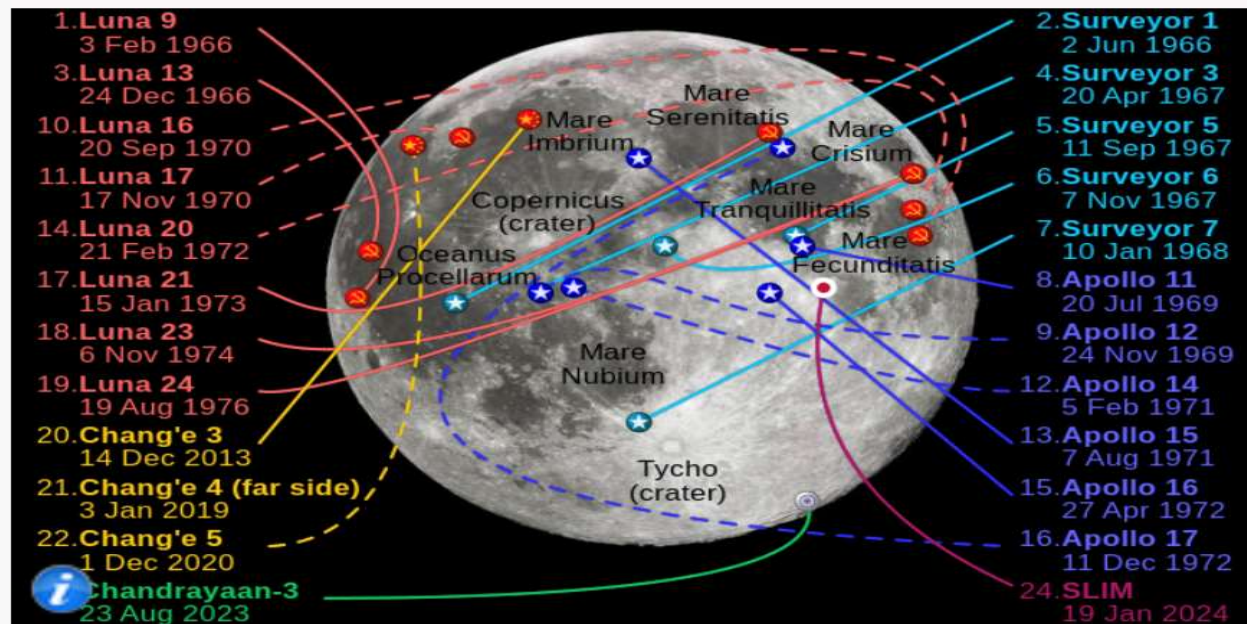 1.Luna 9
3 Feb 1966
3.Luna 13
24 Dec 1966
10.Luna 16
20 Sep 1970
11.Luna 17
17 Nov 1970
14.Luna 20
21 Feb 1972
17.Luna 21
15 Jan 1973
18.Luna 23
6 Nov 1974
19.Luna 24
19 Aug 1976
20.Chang'e 3
14 Dec 2013
21.Chang'e 4 (far side)
3 Jan 2019
22.Chang'e 5
1 Dec 2020
Chandrayaan-3
23 Aug 2023
i
Mare
Imbrium
Mare
Serenitatis
Mare
Crisium
Copernicus
(crater)
Mare
Tranquillitatis
Oceanus
Procellarum
Mare
Fecunditatis
Mare
Nubium
Tycho
(crater)
2.Surveyor 1
2 Jun 1966
4.Surveyor 3
20 Apr 1967
5.Surveyor 5
11 Sep 1967
6.Surveyor 6
7 Nov 1967
7.Surveyor 7
10 Jan 1968
8.Apollo 11
20 Jul 1969
9.Apollo 12
24 Nov 1969
12.Apollo 14
5 Feb 1971
13.Apollo 15
7 Aug 1971
15.Apollo 16
27 Apr 1972
16.Apollo 17
11 Dec 1972
24.SLIM
19 Jan 2024